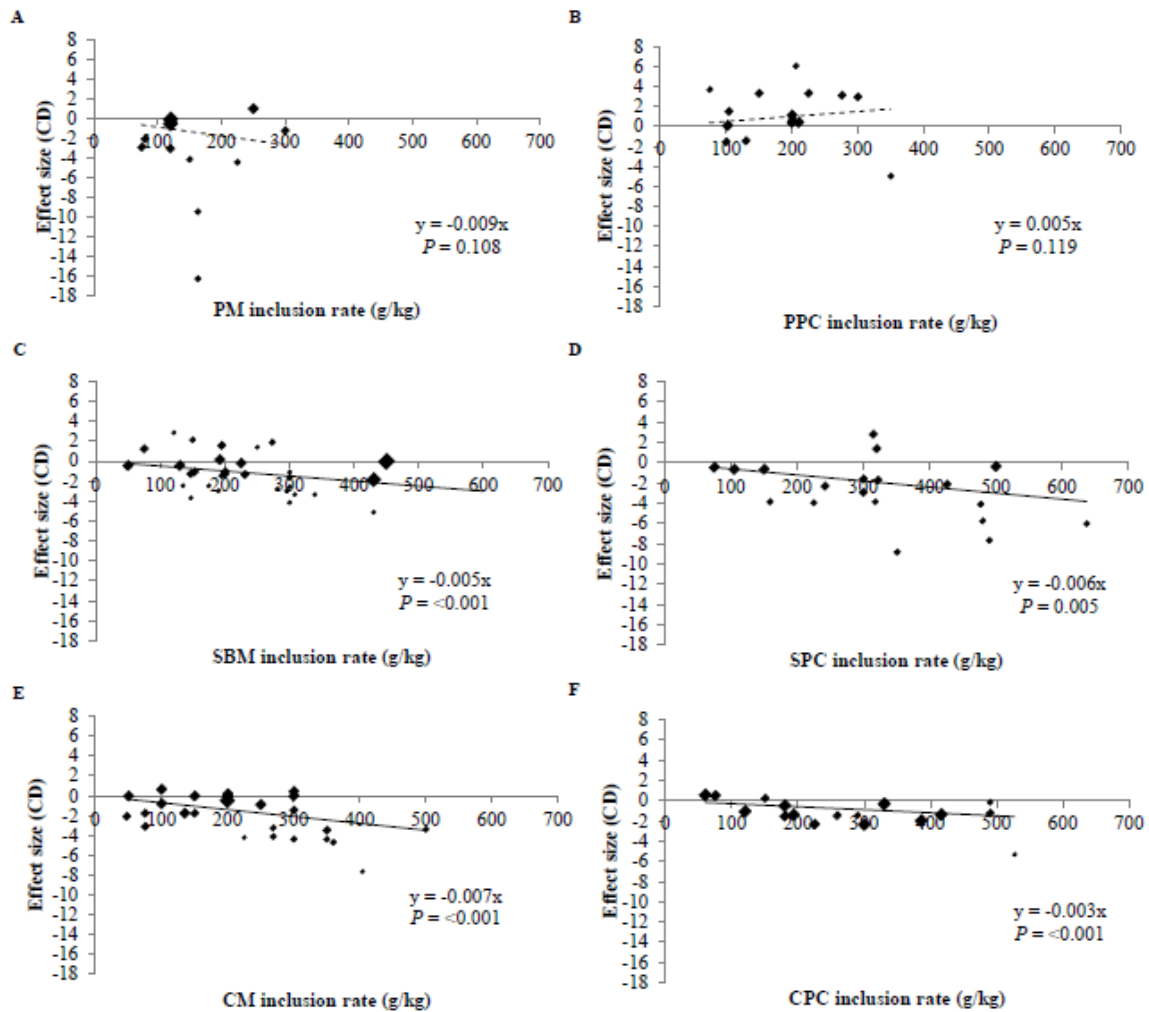 A
8
6
4
2
0
-2
-4
-6
-8
-10
-12
-14
-16
-18
0 100 200 300 400 500 600 700
Effect size (CD)
y = -0.009x
P = 0.108
PM inclusion rate (g/kg)
B
8
6
4
2
0
-2
-4
-6
-8
-10
-12
-14
-16
-18
0 100 200 300 400 500 600 700
Effect size (CD)
y = 0.005x
P = 0.119
PPC inclusion rate (g/kg)
C
8
6
4
2
0
-2
-4
-6
-8
-10
-12
-14
-16
-18
0 100 200 300 400 500 600 700
Effect size (CD)
y = -0.005x
P = <0.001
SBM inclusion rate (g/kg)
D
8
6
4
2
0
-2
-4
-6
-8
-10
-12
-14
-16
-18
0 100 200 300 400 500 600 700
Effect size (CD)
y = -0.006x
P = 0.005
SPC inclusion rate (g/kg)
E
8
6
4
2
0
-2
-4
-6
-8
-10
-12
-14
-16
-18
0 100 200 300 400 500 600 700
Effect size (CD)
y = -0.007x
P = <0.001
CM inclusion rate (g/kg)
F
8
6
4
2
0
-2
-4
-6
-8
-10
-12
-14
-16
-18
0 100 200 300 400 500 600 700
Effect size (CD)
y = -0.003x
P = <0.001
CPC inclusion rate (g/kg)